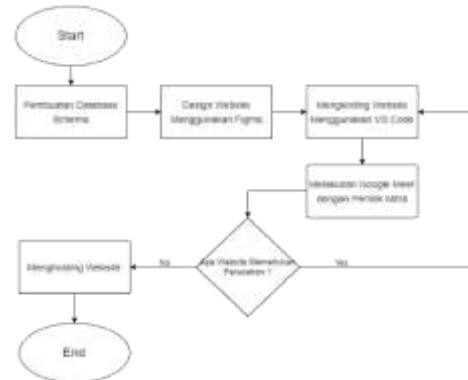 Start
Pembuatan Database
Schema
Design Website
Menggunakan Figma
Mengkoding Website
Menggunakan VS Code
Melakukan Google Meet
dengan Pemilik Mitra
Apa Website Memerlukan
Perubahan ?
No
Yes
Menghosting Website
End